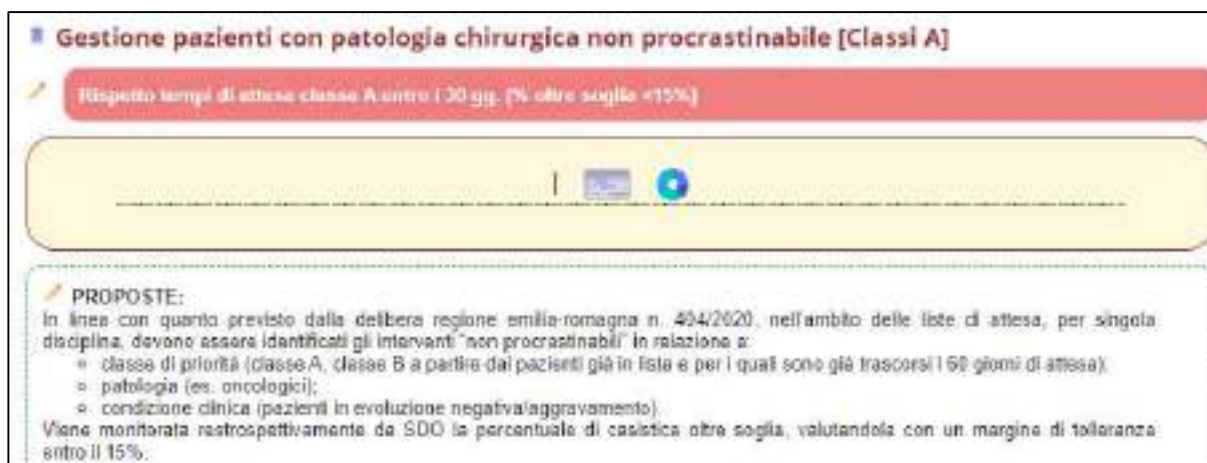 Gestione pazienti con patologia chirurgica non procrastinabile [Classi A]
Rispetto tempi di attesa classe A entro i 30 gg. (% oltre soglia <15%)
PROPOSTE:
In linea con quanto previsto dalla delibera regione emilia-romagna n. 404/2020, nell'ambito delle liste di attesa, per singola
disciplina, devono essere identificati gli interventi "non procrastinabili" in relazione a:
classe di priorità (classe A, classe B a partire dai pazienti già in lista e per i quali sono già trascorsi i 60 giorni di attesa);
patologia (es. oncologici);
condizione clinica (pazienti in evoluzione negativa/aggravamento).
Viene monitorata restrospettivamente da SDO la percentuale di casistica oltre soglia, valutandola con un margine di tolleranza
entro il 15%.